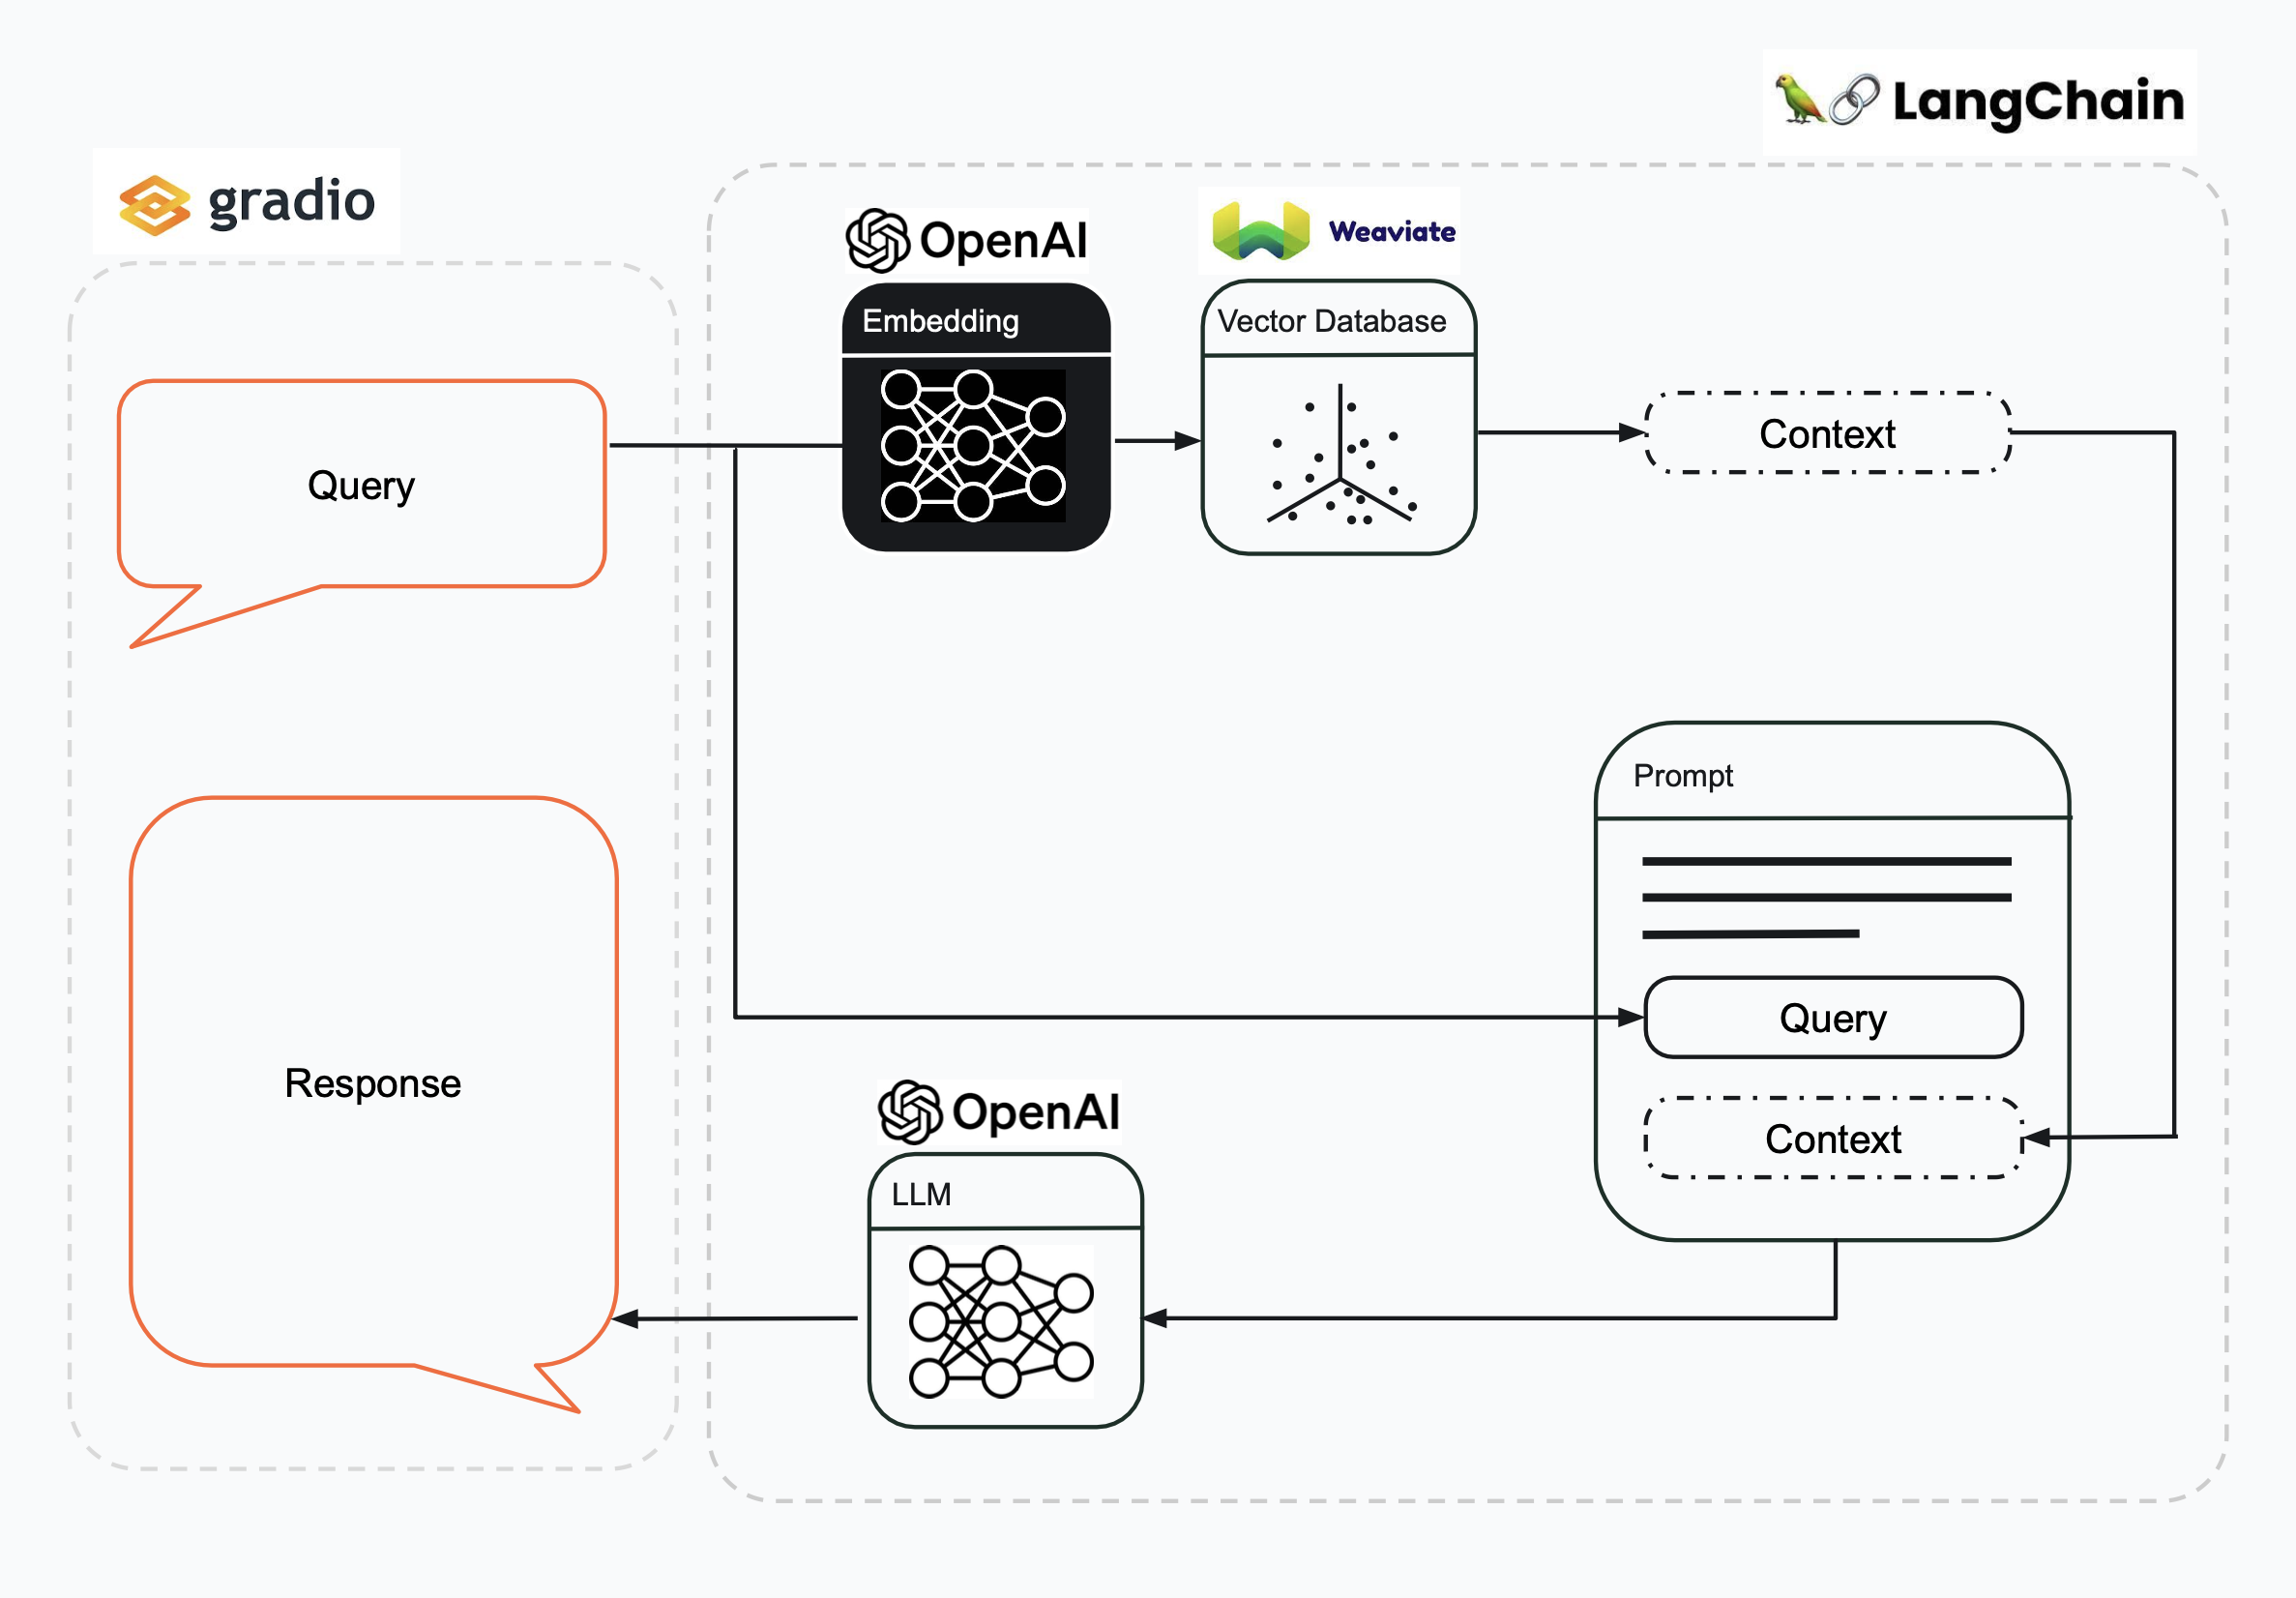 LangChain
gradio
OpenAI
Weaviate
Embedding
Vector Database
Query
Context
Prompt
Query
Response
OpenAI
Context
LLM